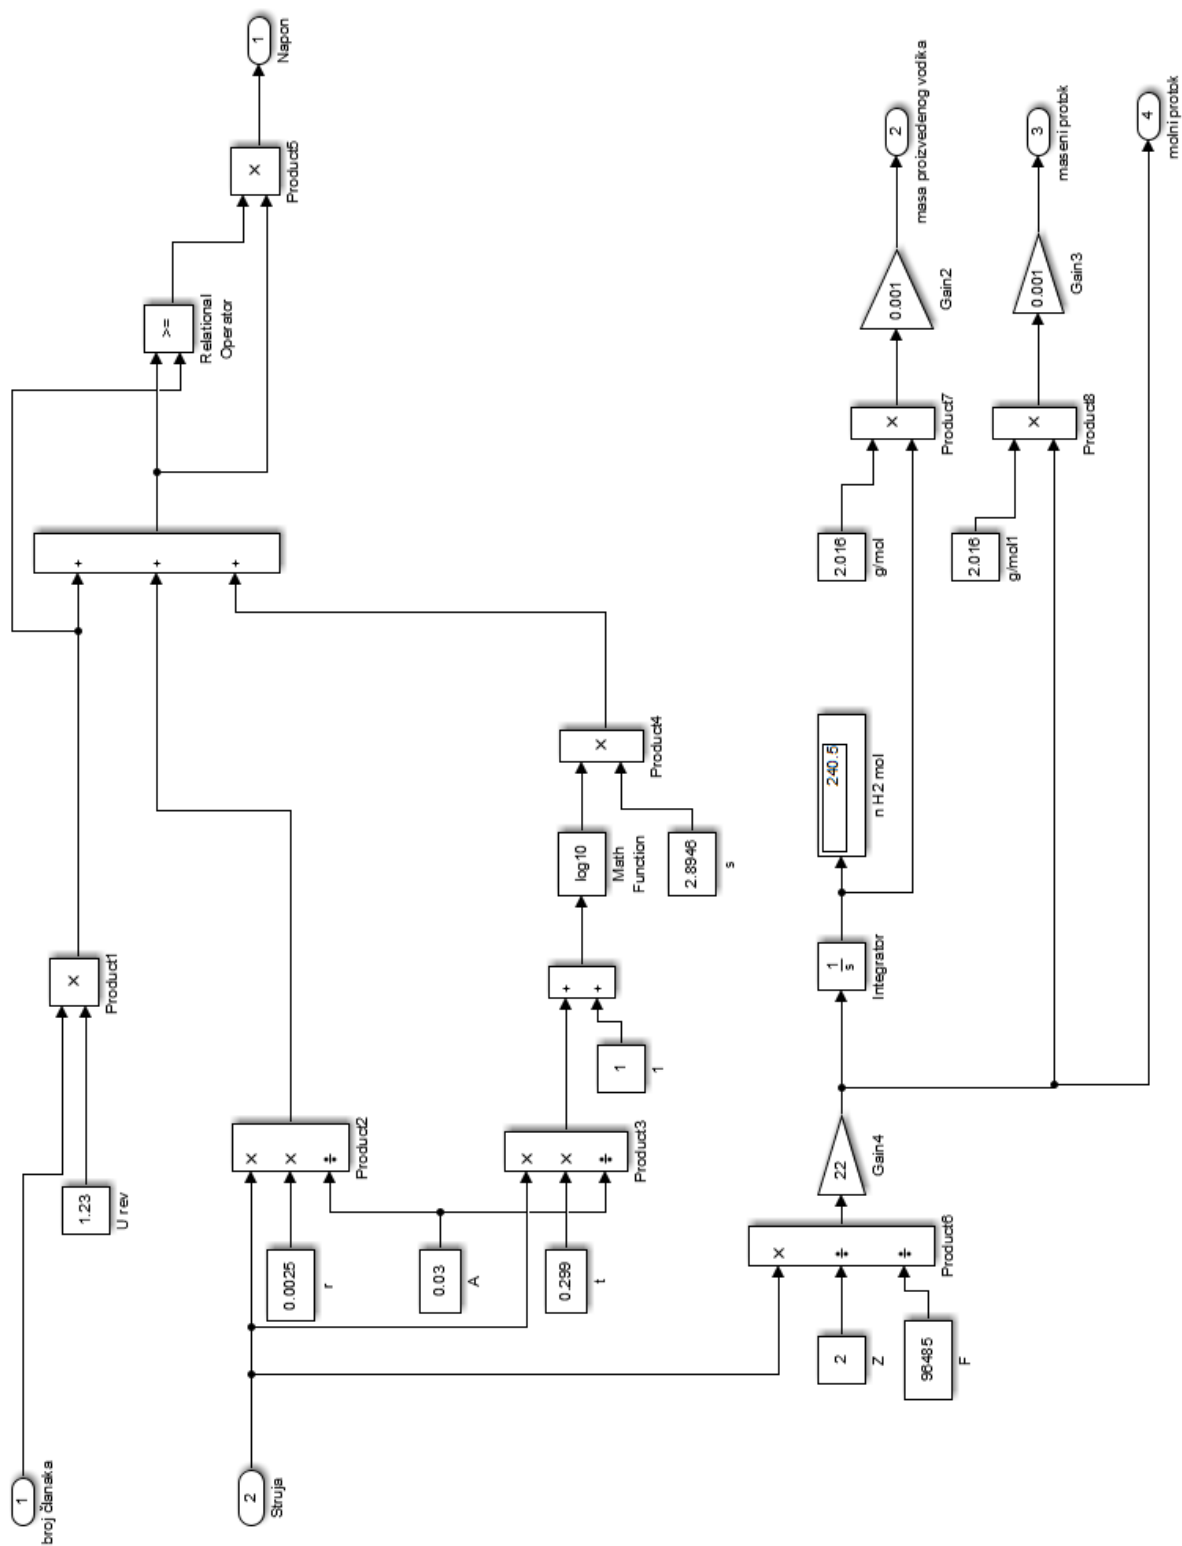 1
broj članaka
1.23
U rev
×
Product1
2
Struja
0.0025
r
×
×
÷
Product2
0.03
A
0.299
t
×
×
÷
Product3
1
1
+
+
log10
Math
Function
2.8946
s
×
Product4
+
+
+
>=
Relational
Operator
×
Product5
1
Napon
2
Z
96485
F
×
÷
÷
Product6
22
Gain4
1
s
Integrator
240.5
n H2 mol
2.016
g/mol
×
Product7
0.001
Gain2
2
masa proizvedenog vodika
2.016
g/mol1
×
Product8
0.001
Gain3
3
maseni protok
4
molni protok